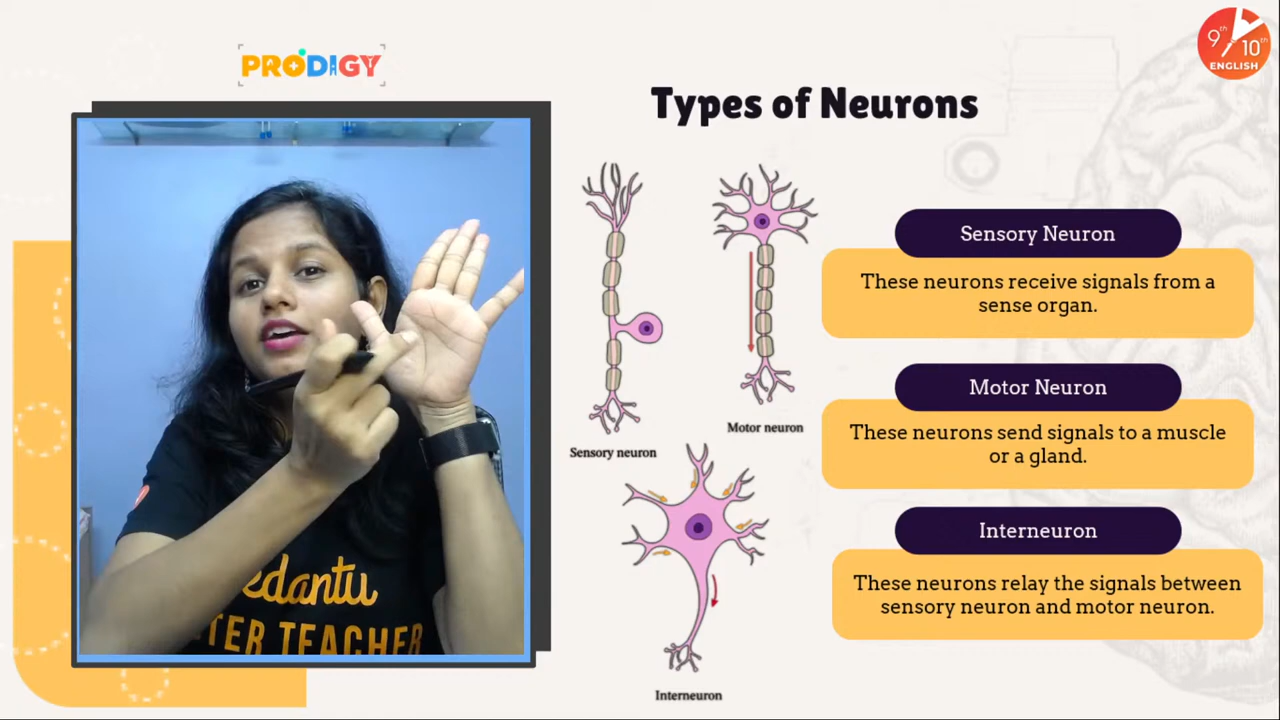 PRODIGY
9th 10th
ENGLISH
Types of Neurons
Sensory Neuron
These neurons receive signals from a
sense organ.
Motor Neuron
These neurons send signals to a muscle
or a gland.
Interneuron
These neurons relay the signals between
sensory neuron and motor neuron.
Sensory neuron
Motor neuron
Interneuron
edantu
TER TEACHER